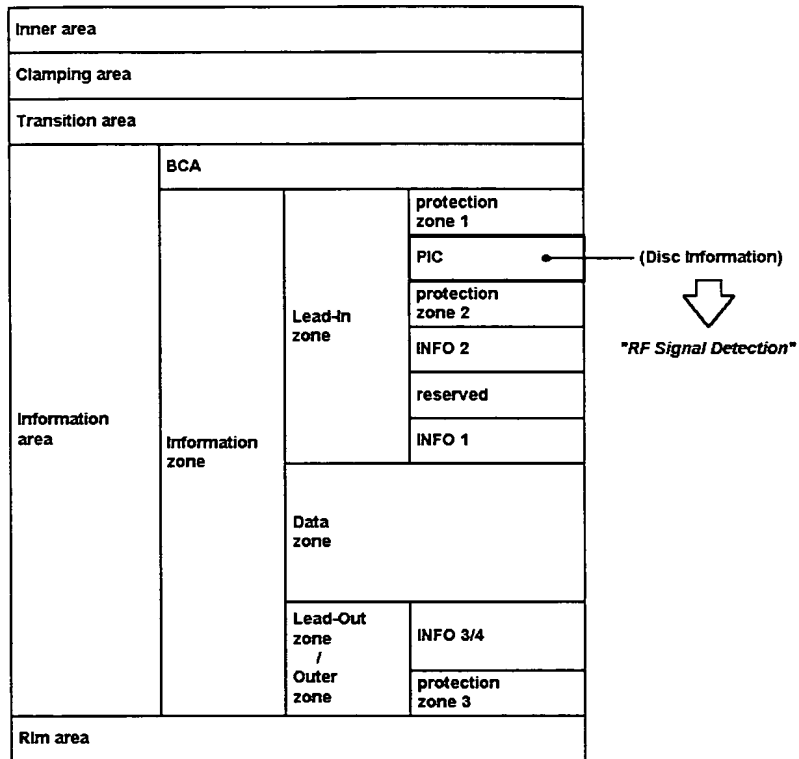 Inner area
Clamping area
Transition area
BCA
protection
zone 1
PIC
(Disc Information)
protection
zone 2
"RF Signal Detection"
Lead-In
zone
INFO 2
reserved
Information
area
Information
zone
INFO 1
Data
zone
Lead-Out
zone
/
Outer
zone
INFO 3/4
protection
zone 3
Rim area